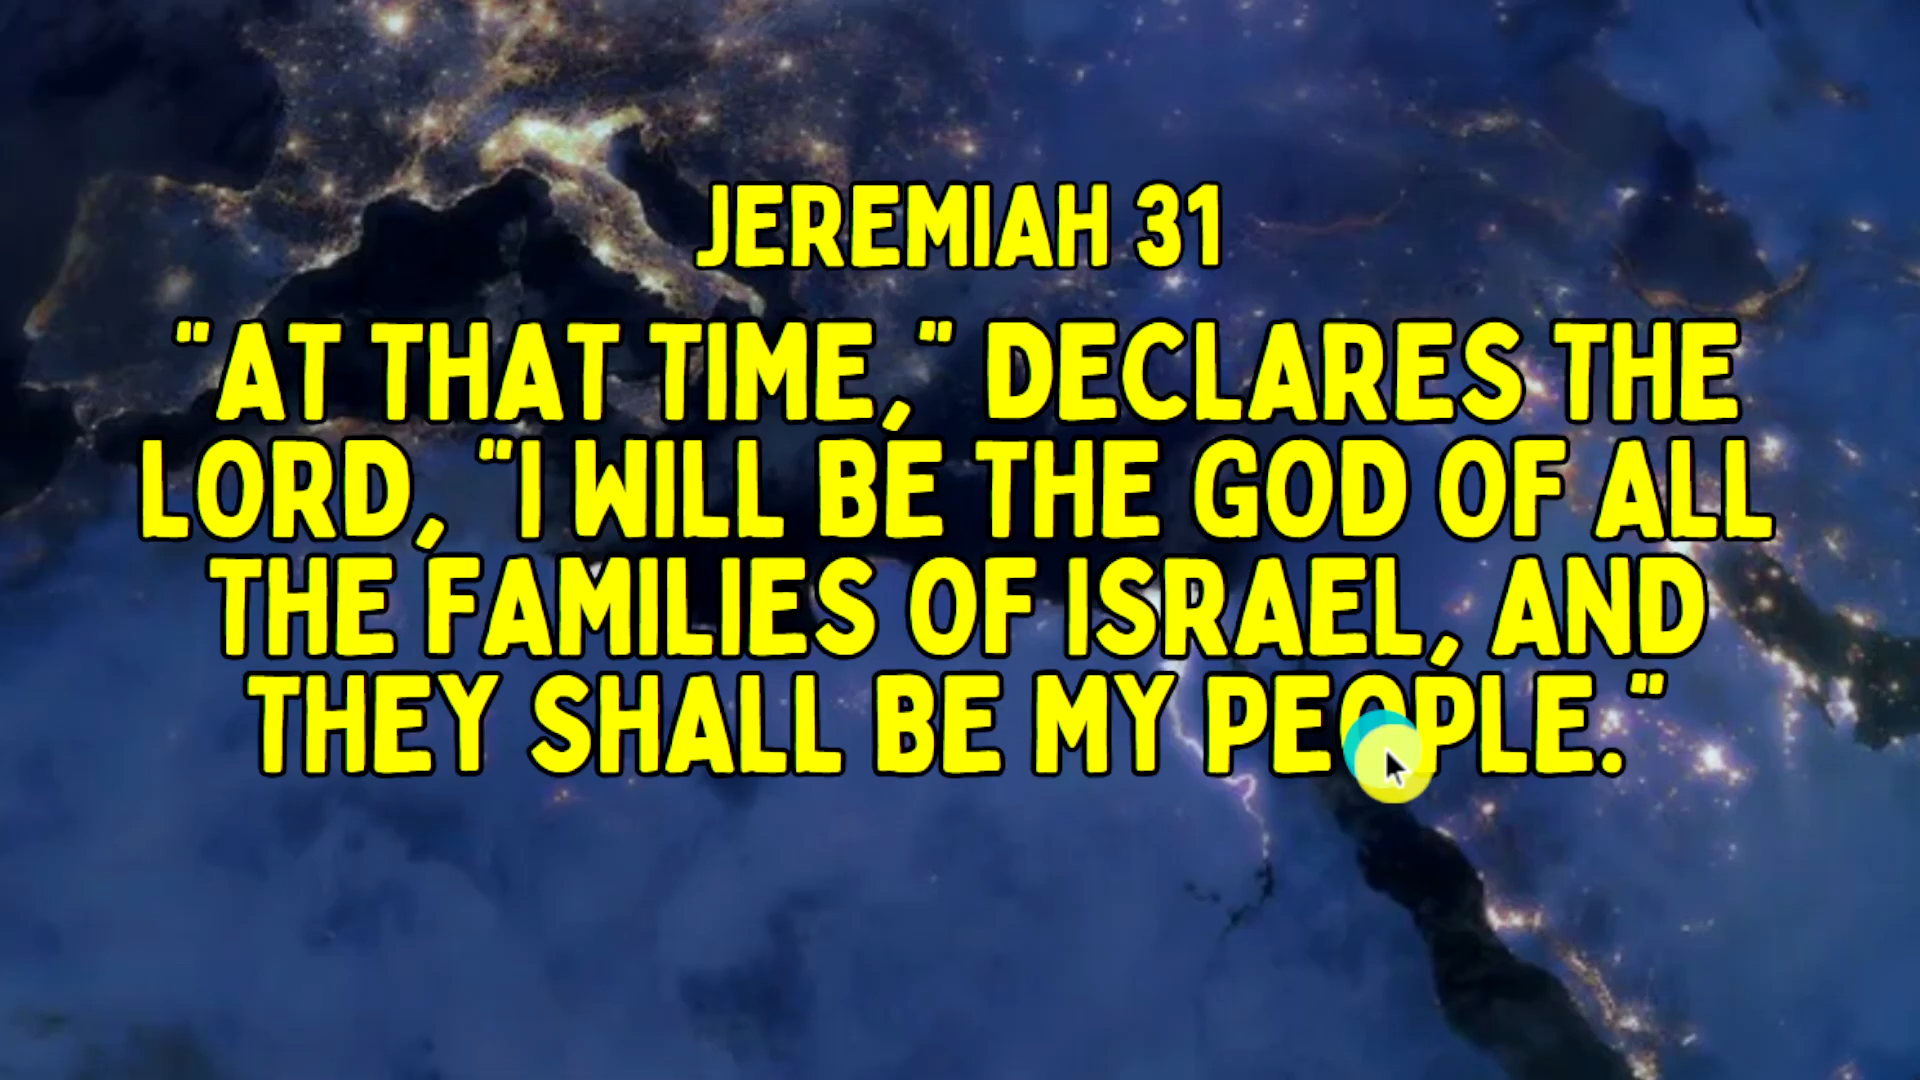 JEREMIAH 31
"AT THAT TIME," DECLARES THE
LORD, "I WILL BE THE GOD OF ALL
THE FAMILIES OF ISRAEL, AND
THEY SHALL BE MY PEOPLE."